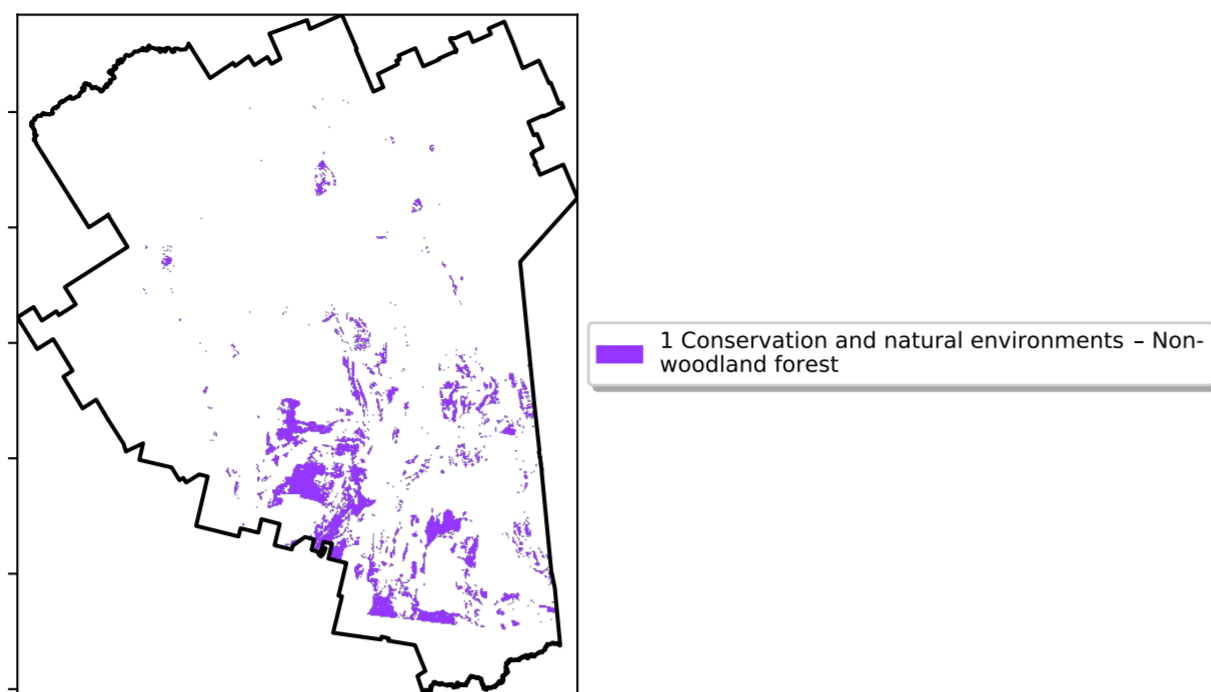 1 Conservation and natural environments – Non-
woodland forest